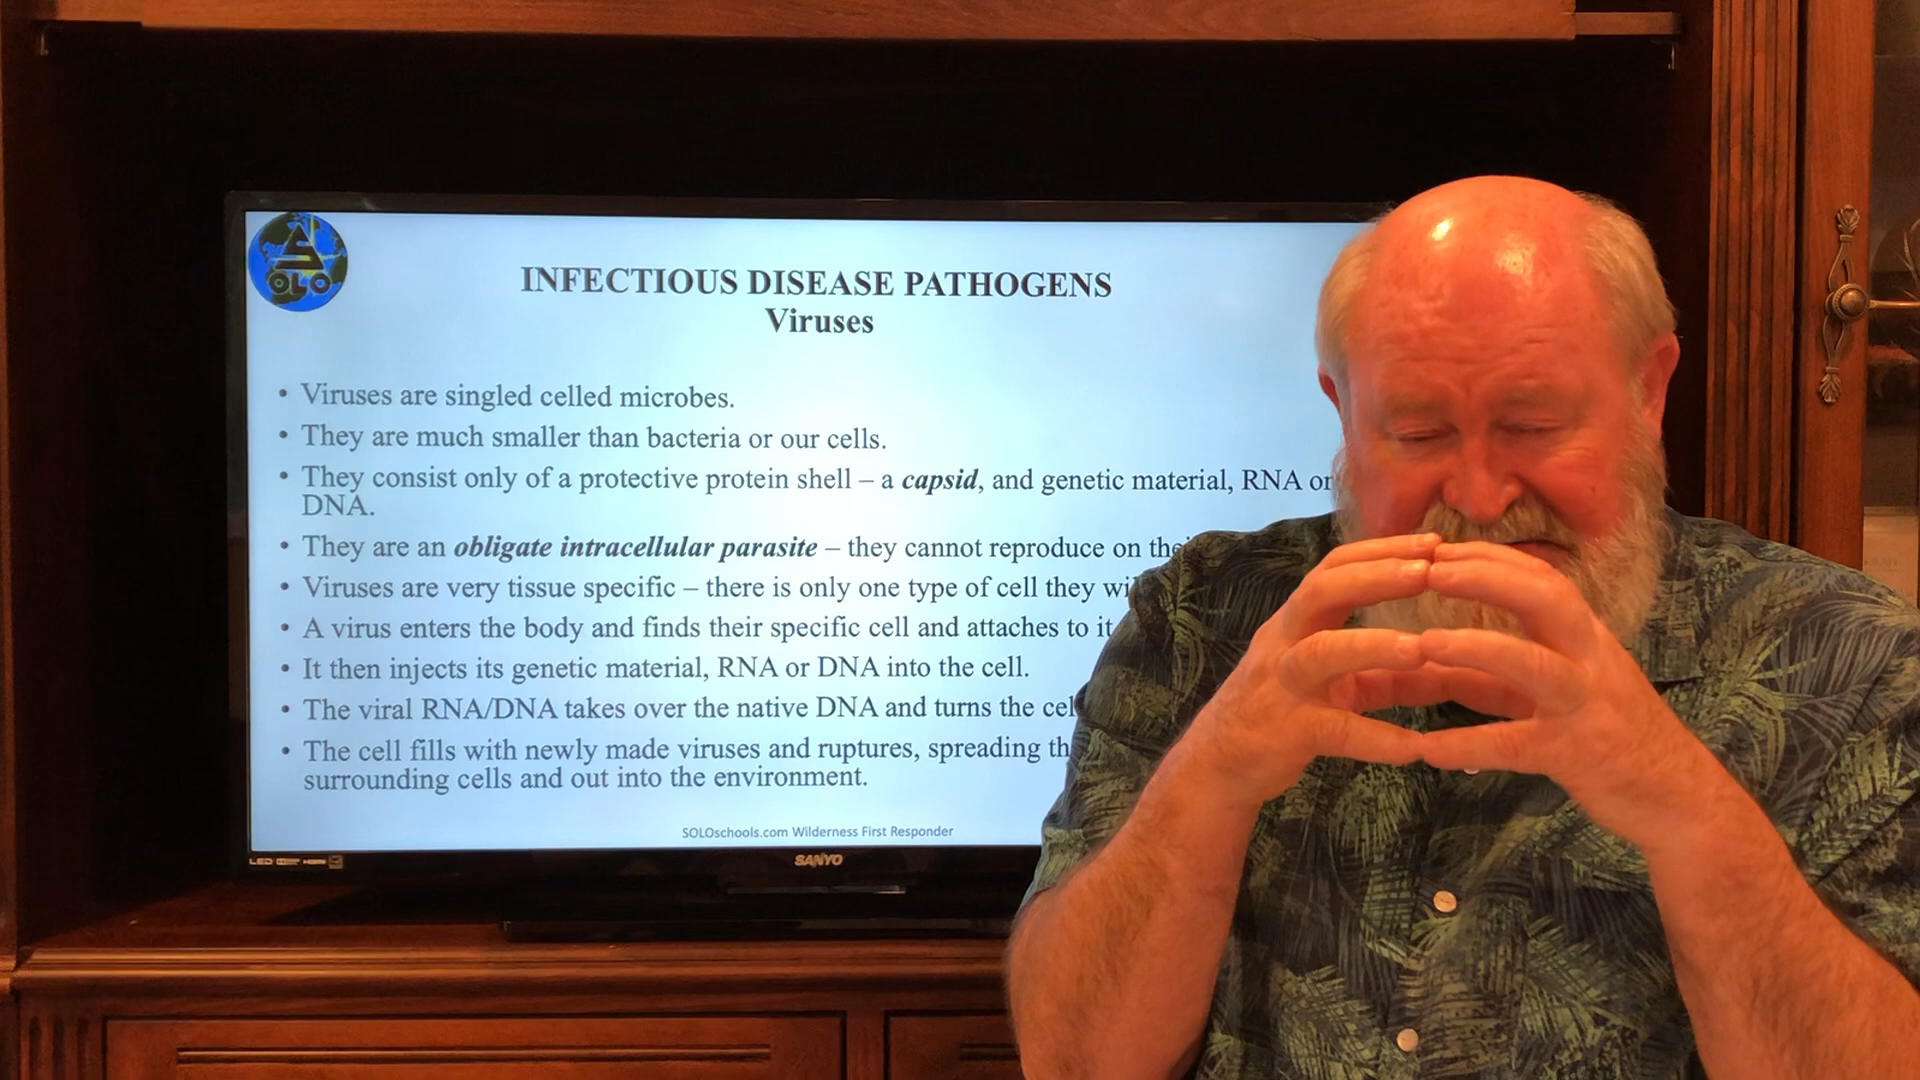 S
OLO
INFECTIOUS DISEASE PATHOGENS
Viruses
• Viruses are singled celled microbes.
• They are much smaller than bacteria or our cells.
• They consist only of a protective protein shell – a capsid, and genetic material, RNA or
DNA.
• They are an obligate intracellular parasite – they cannot reproduce on
• Viruses are very tissue specific – there is only one type of cell they
• A virus enters the body and finds their specific cell and attaches to it
• It then injects its genetic material, RNA or DNA into the cell.
• The viral RNA/DNA takes over the native DNA and turns the
• The cell fills with newly made viruses and ruptures, spreading
surrounding cells and out into the environment.
SOLOschools.com Wilderness First Responder
LED HDMI
SANYO